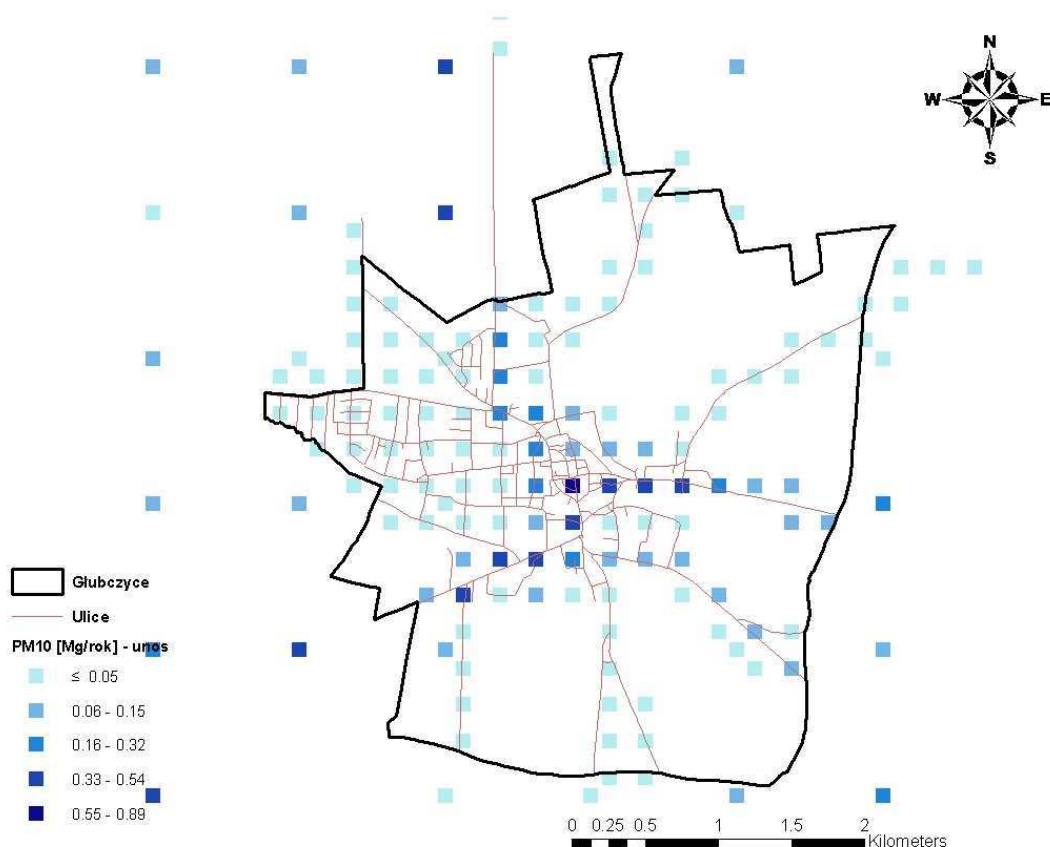 N
W E
S
Głubczyce
Ulice
PM10 [Mg/rok] - unos
≤ 0.05
0.06 - 0.15
0.16 - 0.32
0.33 - 0.54
0.55 - 0.89
0 0.25 0.5 1 1.5 2
Kilometers